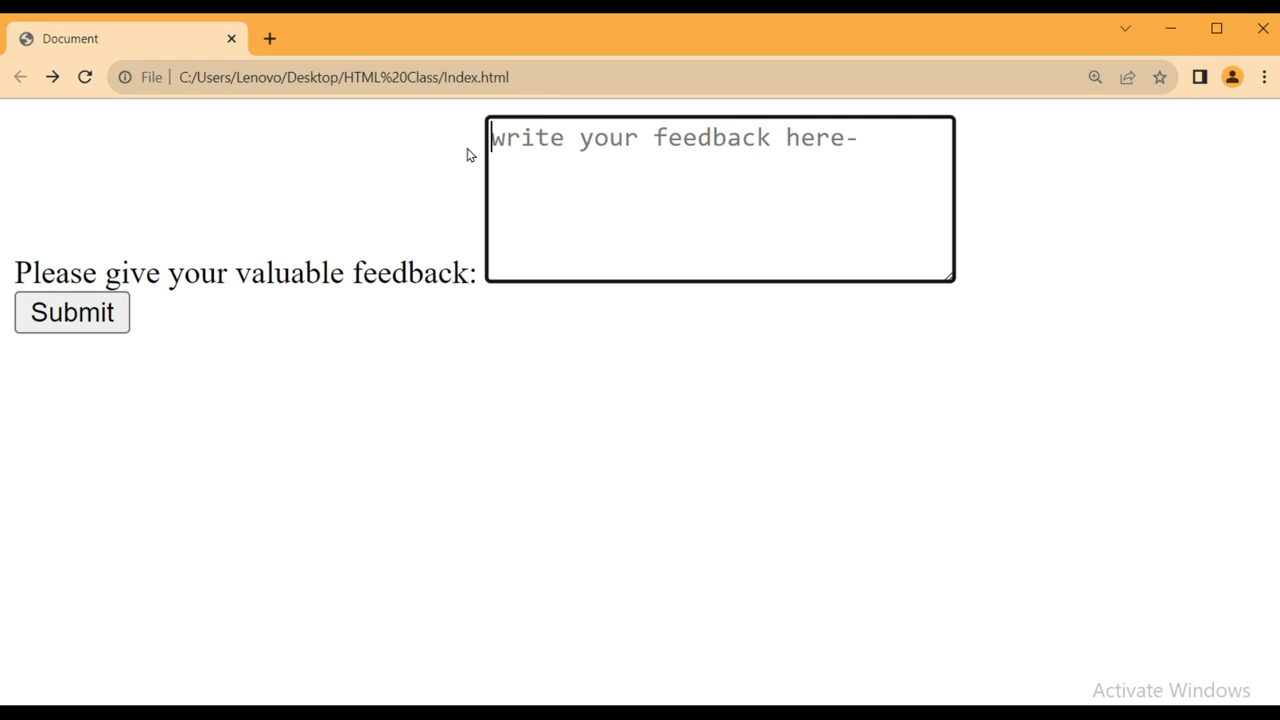 Document
File C:/Users/Lenovo/Desktop/HTML%20Class/Index.html
write your feedback here-
Please give your valuable feedback:
Submit
Activate Windows